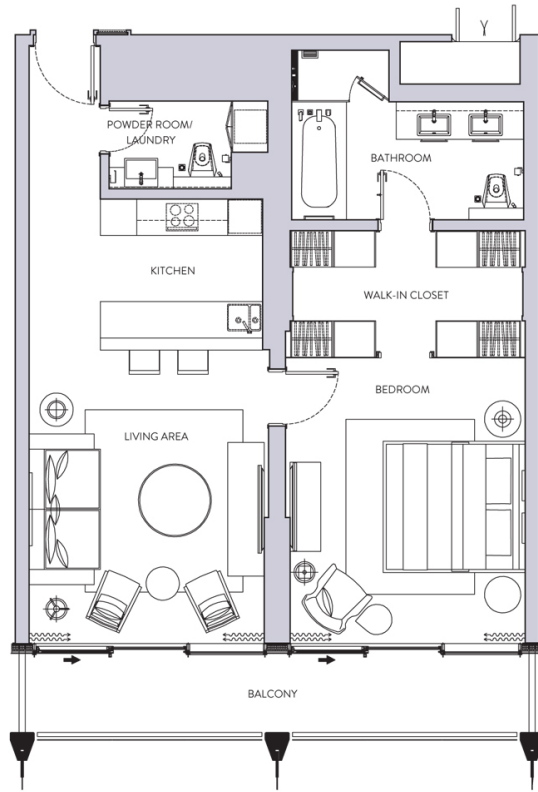 POWDER ROOM/
LAUNDRY
BATHROOM
KITCHEN
WALK-IN CLOSET
BEDROOM
LIVING AREA
BALCONY